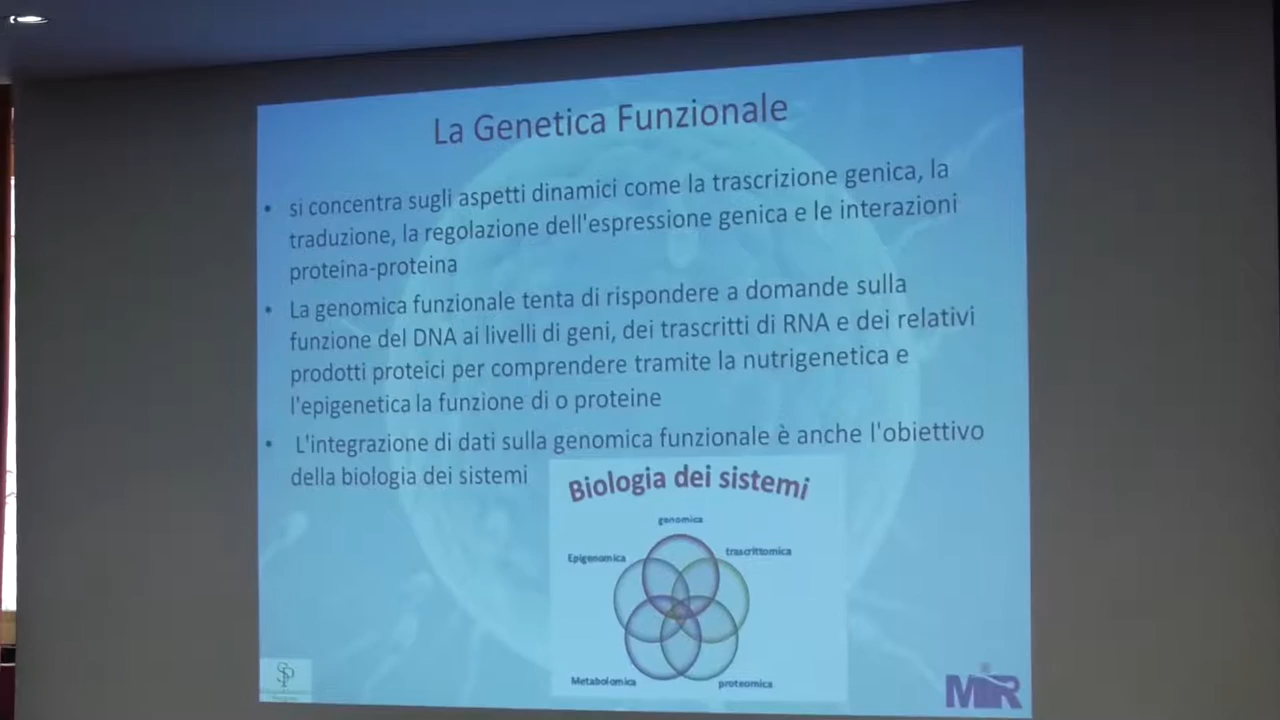 La Genetica Funzionale
• si concentra sugli aspetti dinamici come la trascrizione genica, la
traduzione, la regolazione dell'espressione genica e le interazioni
proteina-proteina
• La genomica funzionale tenta di rispondere a domande sulla
funzione del DNA ai livelli di geni, dei trascritti di RNA e dei relativi
prodotti proteici per comprendere tramite la nutrigenetica e
l'epigenetica la funzione di o proteine
• L'integrazione di dati sulla genomica funzionale è anche l'obiettivo
della biologia dei sistemi
Biologia dei sistemi
genomica
Epigenomica
trascrittomica
Metabolomica
proteomica
MR